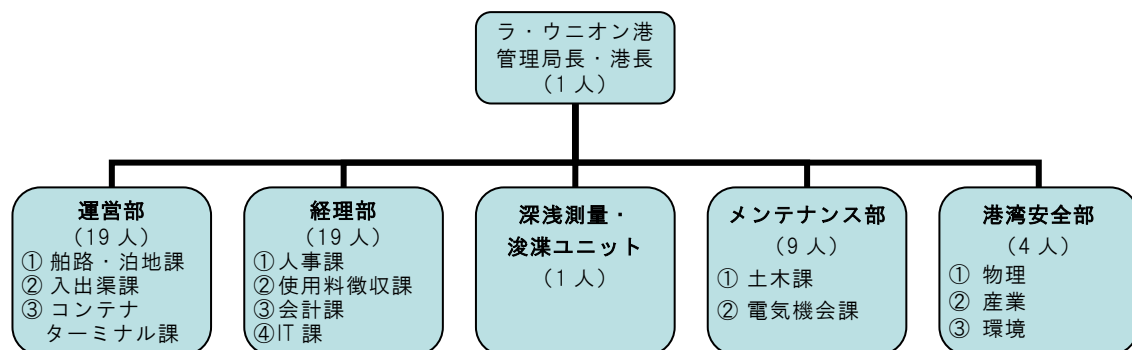 ラ・ウニオン港
管理局長・港長
（1 人）
運営部
（19 人）
① 舶路・泊地課
② 入出渠課
③ コンテナ
ターミナル課
経理部
（19 人）
①人事課
②使用料徴収課
③会計課
④IT 課
深浅測量・
浚渫ユニット
（1 人）
メンテナンス部
（9 人）
① 土木課
② 電気機会課
港湾安全部
（4 人）
① 物理
② 産業
③ 環境